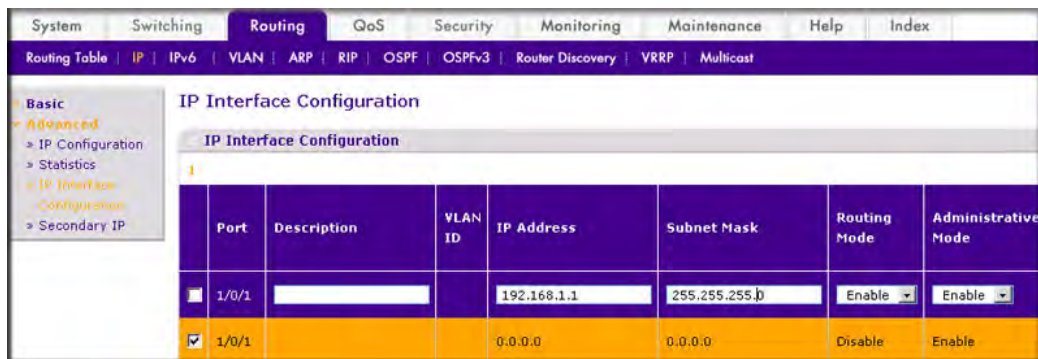 System Switching Routing QoS Security Monitoring Maintenance Help Index
Routing Table | IP | IPv6 | VLAN | ARP | RIP | OSPF | OSPFv3 | Router Discovery | VRRP | Multicast
Basic
Advanced
» IP Configuration
» Statistics
» IP Interface
Configuration
» Secondary IP
IP Interface Configuration
IP Interface Configuration
1
Port Description VLAN ID IP Address Subnet Mask Routing Mode Administrative Mode
1/0/1 192.168.1.1 255.255.255.0 Enable Enable
1/0/1 0.0.0.0 0.0.0.0 Disable Enable